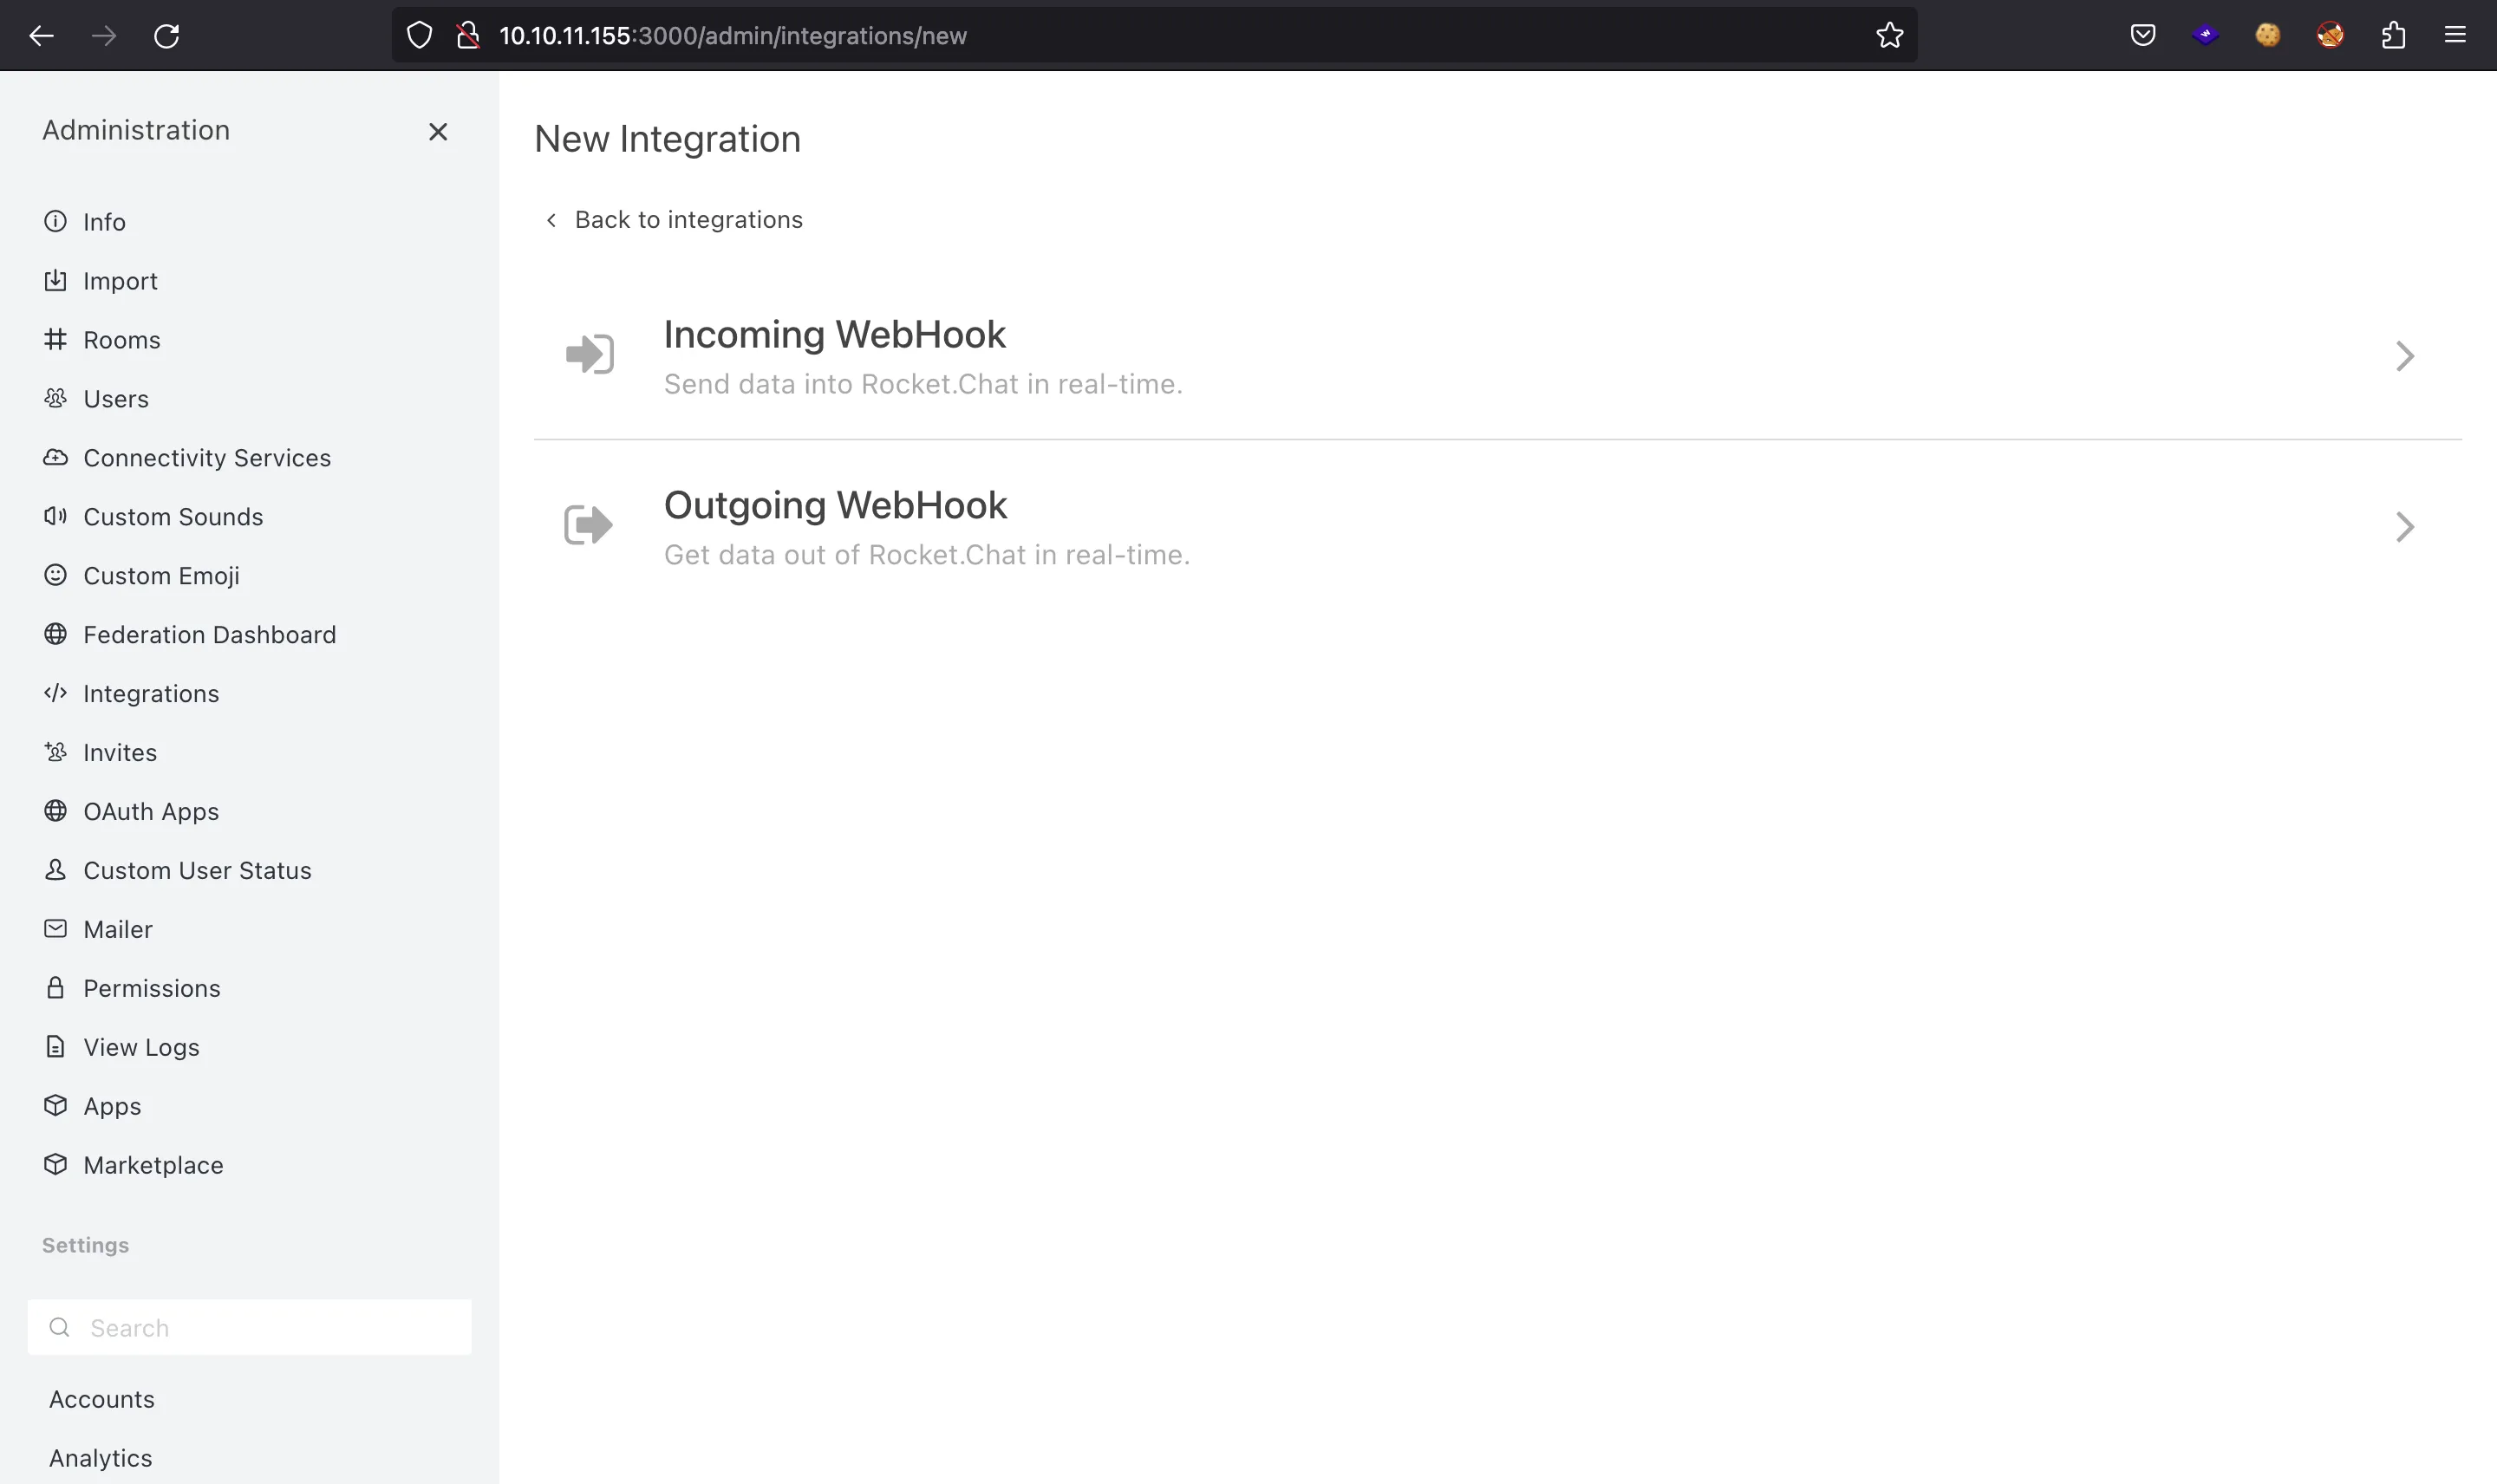 10.10.11.155:3000/admin/integrations/new
Administration
Info
Import
Rooms
Users
Connectivity Services
Custom Sounds
Custom Emoji
Federation Dashboard
Integrations
Invites
OAuth Apps
Custom User Status
Mailer
Permissions
View Logs
Apps
Marketplace
Settings
Search
Accounts
Analytics
New Integration
Back to integrations
Incoming WebHook
Send data into Rocket.Chat in real-time.
Outgoing WebHook
Get data out of Rocket.Chat in real-time.